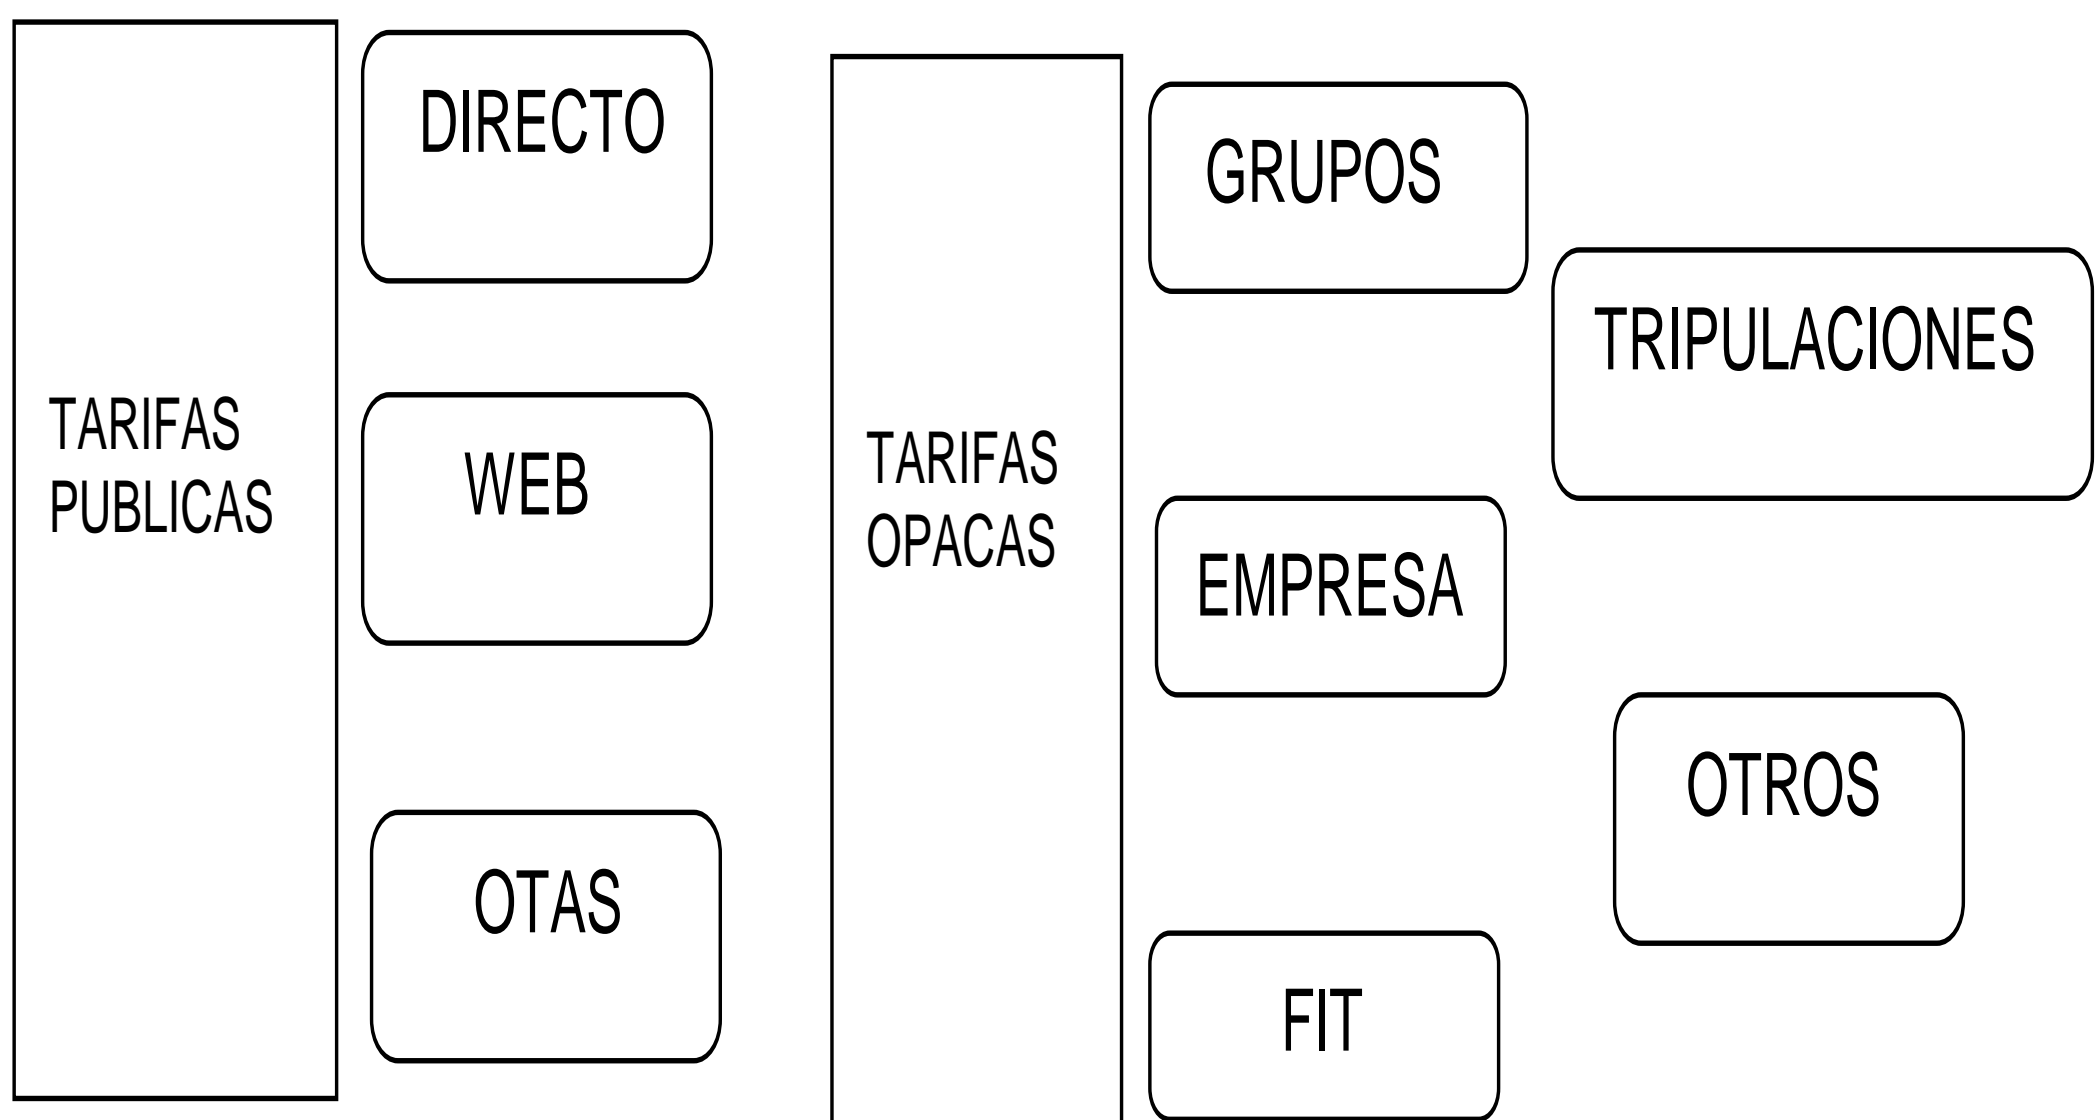 TARIFAS
PUBLICAS
DIRECTO
WEB
OTAS
TARIFAS
OPACAS
GRUPOS
EMPRESA
FIT
TRIPULACIONES
OTROS